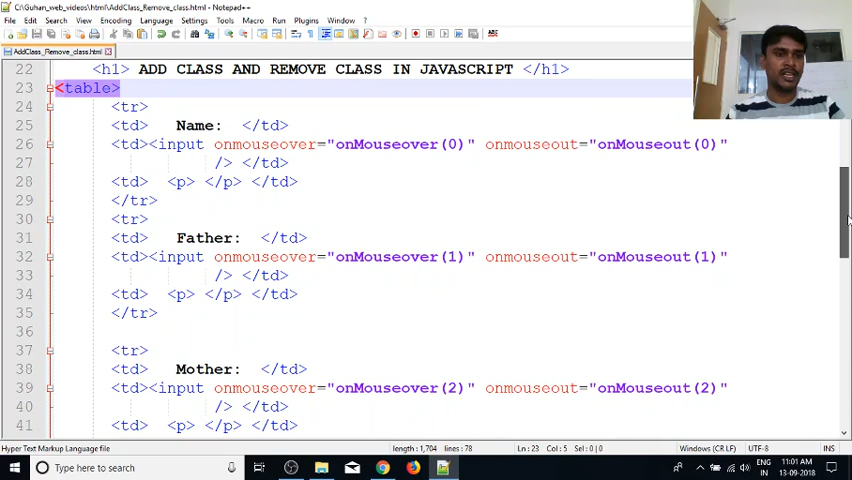 C:\Guhan_web_videos\html\AddClass_Remove_class.html - Notepad++
File Edit Search View Encoding Language Settings Tools Macro Run Plugins Window ?
AddClass_Remove_class.html
22 <h1> ADD CLASS AND REMOVE CLASS IN JAVASCRIPT </h1>
23 <table>
24 <tr>
25 <td> Name: </td>
26 <td><input onmouseover="onMouseover(0)" onmouseout="onMouseout(0)"
27 /> </td>
28 <td> <p> </p> </td>
29 </tr>
30 <tr>
31 <td> Father: </td>
32 <td><input onmouseover="onMouseover(1)" onmouseout="onMouseout(1)"
33 /> </td>
34 <td> <p> </p> </td>
35 </tr>
36
37 <tr>
38 <td> Mother: </td>
39 <td><input onmouseover="onMouseover(2)" onmouseout="onMouseout(2)"
40 /> </td>
41 <td> <p> </p> </td>
Hyper Text Markup Language file length : 1,704 lines : 78 Ln : 23 Col : 5 Sel : 0 | 0 Windows (CR LF) UTF-8 INS
Type here to search
ENG
IN
11:01 AM
13-09-2018